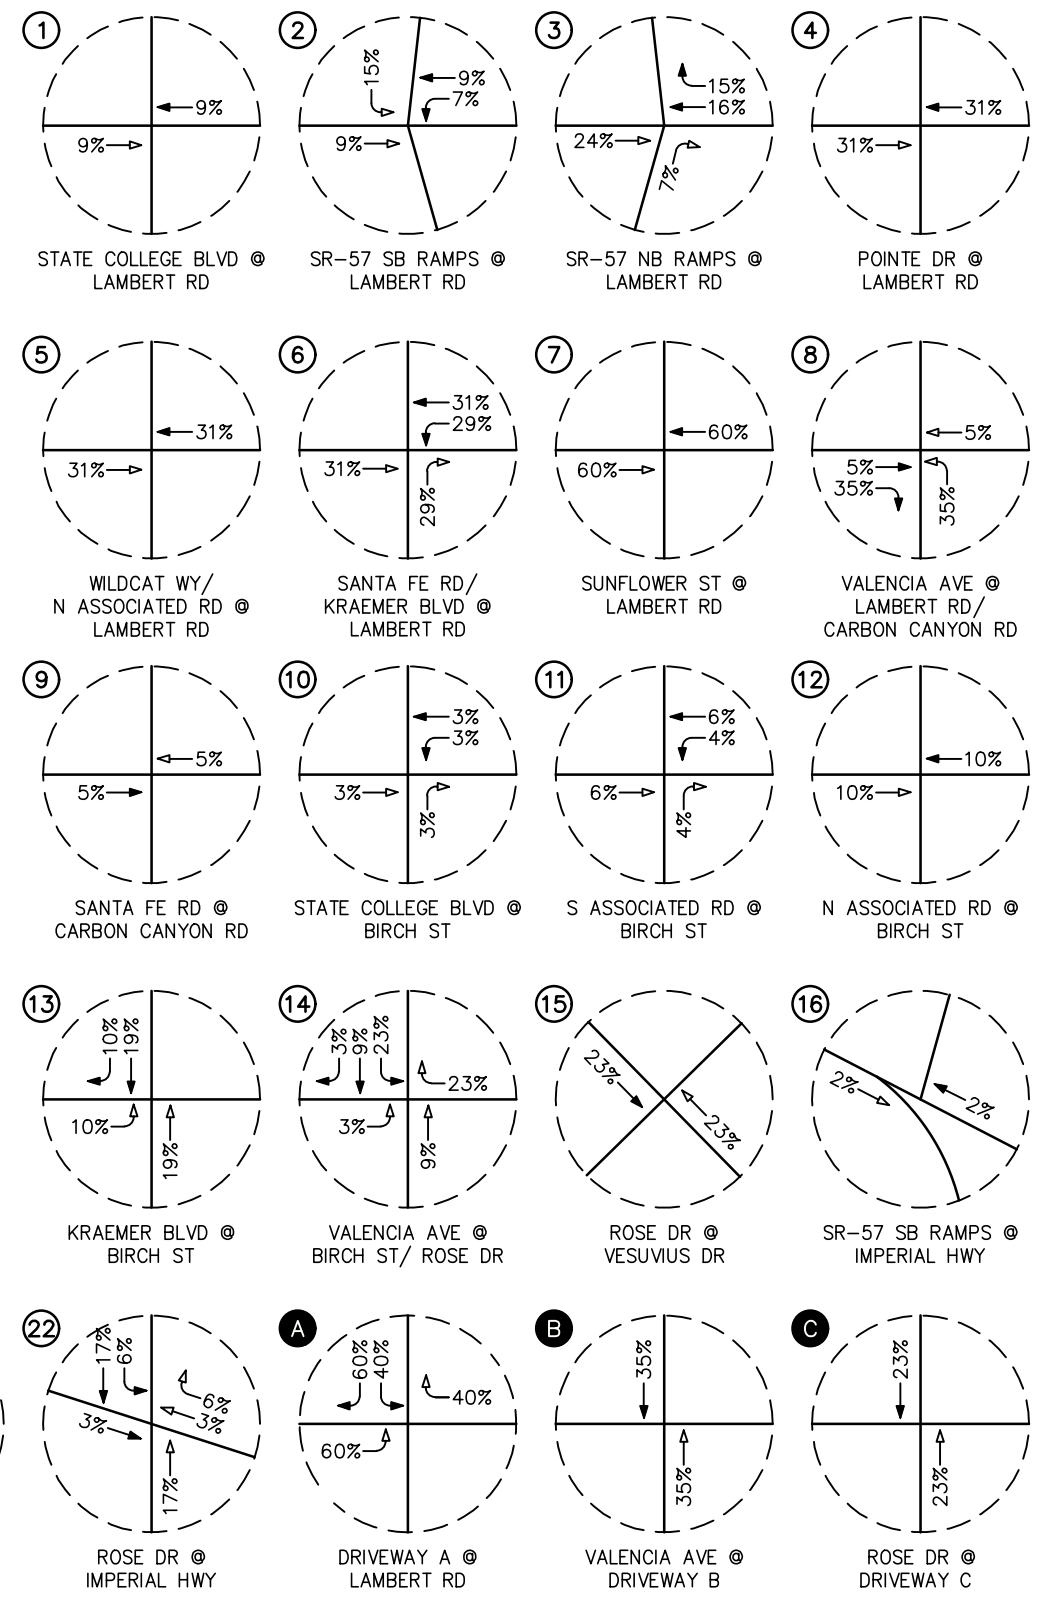 1
9%
9%
STATE COLLEGE BLVD @
LAMBERT RD
2
15%
9%
7%
9%
SR-57 SB RAMPS @
LAMBERT RD
3
15%
16%
24%
7%
SR-57 NB RAMPS @
LAMBERT RD
4
31%
31%
POINTE DR @
LAMBERT RD
5
31%
31%
WILDCAT WY/
N ASSOCIATED RD @
LAMBERT RD
6
31%
29%
31%
29%
SANTA FE RD/
KRAEMER BLVD @
LAMBERT RD
7
60%
60%
SUNFLOWER ST @
LAMBERT RD
8
5%
5%
35%
35%
VALENCIA AVE @
LAMBERT RD/
CARBON CANYON RD
9
5%
5%
SANTA FE RD @
CARBON CANYON RD
10
3%
3%
3%
3%
STATE COLLEGE BLVD @
BIRCH ST
11
6%
4%
6%
4%
S ASSOCIATED RD @
BIRCH ST
12
10%
10%
N ASSOCIATED RD @
BIRCH ST
13
10%
19%
10%
19%
KRAEMER BLVD @
BIRCH ST
14
3%
9%
23%
23%
3%
9%
VALENCIA AVE @
BIRCH ST/ ROSE DR
15
23%
23%
ROSE DR @
VESUVIUS DR
16
2%
2%
SR-57 SB RAMPS @
IMPERIAL HWY
22
17%
6%
6%
3%
3%
17%
ROSE DR @
IMPERIAL HWY
A
60%
40%
40%
60%
DRIVEWAY A @
LAMBERT RD
B
35%
35%
VALENCIA AVE @
DRIVEWAY B
C
23%
23%
ROSE DR @
DRIVEWAY C